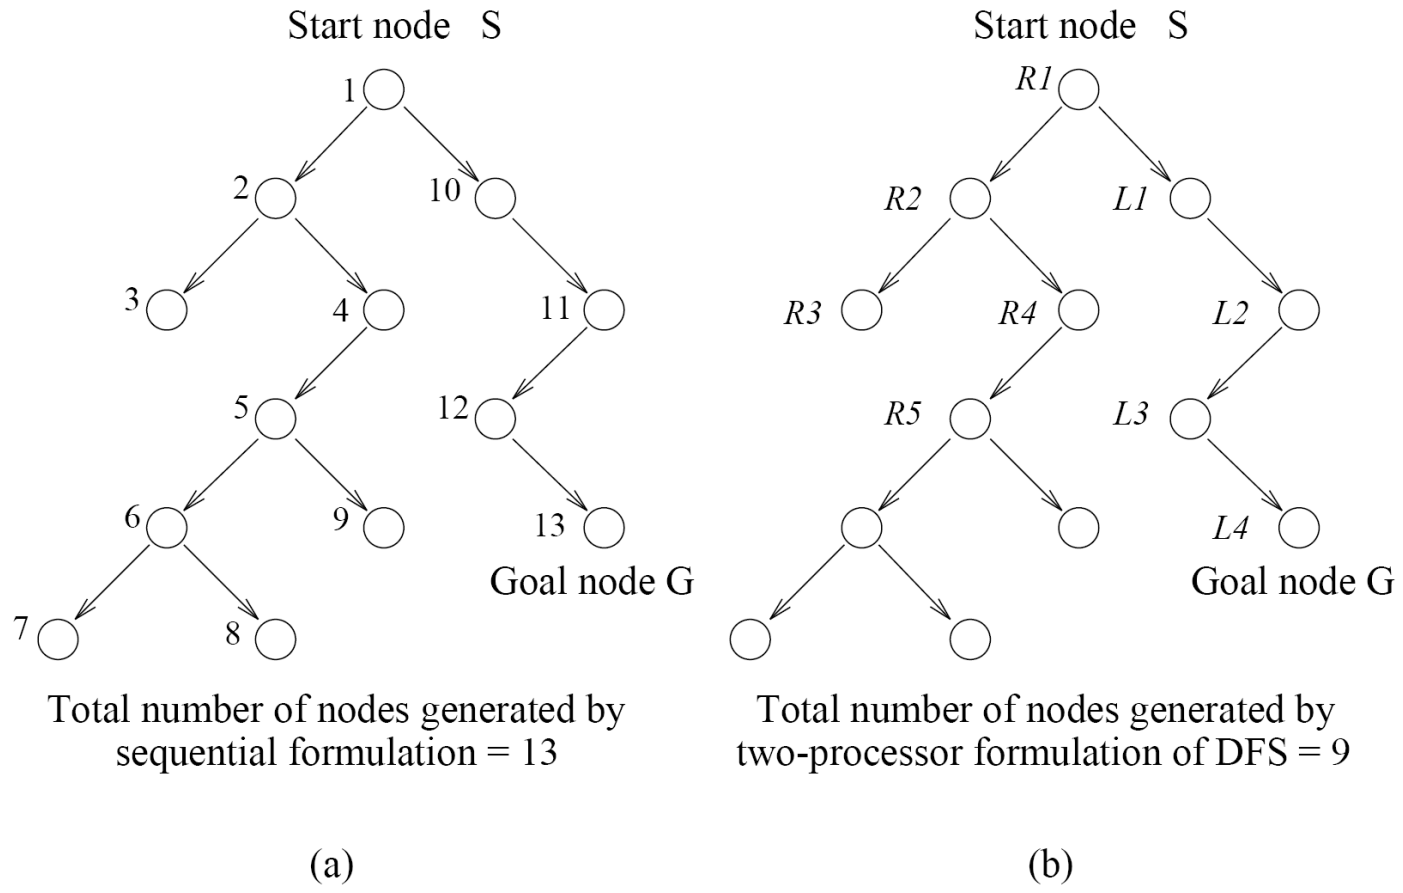 Start node S
1
2
10
3
4
11
5
12
6
9
13
Goal node G
7
8
Total number of nodes generated by
sequential formulation = 13
(a)
Start node S
R1
R2
L1
R3
R4
L2
R5
L3
L4
Goal node G
Total number of nodes generated by
two-processor formulation of DFS = 9
(b)